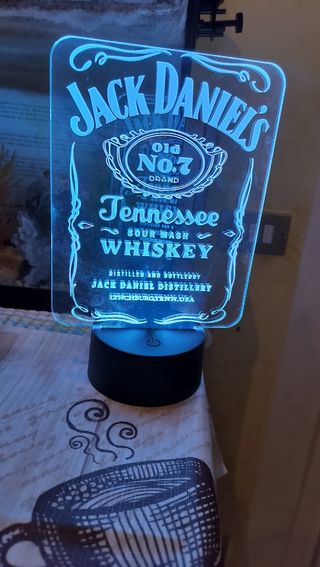 JACK DANIEL'S
Old
No.7
BRAND
Tennessee
SOUR MASH
WHISKEY
DISTILLED AND BOTTLED BY
JACK DANIEL DISTILLERY
LYNCHBURG, TENN. USA